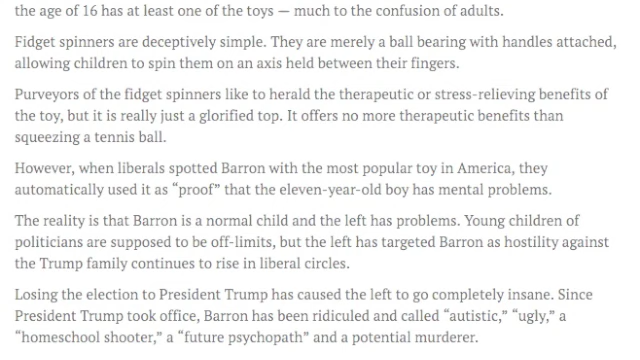 the age of 16 has at least one of the toys — much to the confusion of adults.
Fidget spinners are deceptively simple. They are merely a ball bearing with handles attached,
allowing children to spin them on an axis held between their fingers.
Purveyors of the fidget spinners like to herald the therapeutic or stress-relieving benefits of
the toy, but it is really just a glorified top. It offers no more therapeutic benefits than
squeezing a tennis ball.
However, when liberals spotted Barron with the most popular toy in America, they
automatically used it as “proof” that the eleven-year-old boy has mental problems.
The reality is that Barron is a normal child and the left has problems. Young children of
politicians are supposed to be off-limits, but the left has targeted Barron as hostility against
the Trump family continues to rise in liberal circles.
Losing the election to President Trump has caused the left to go completely insane. Since
President Trump took office, Barron has been ridiculed and called “autistic,” “ugly,” a
“homeschool shooter,” a “future psychopath” and a potential murderer.